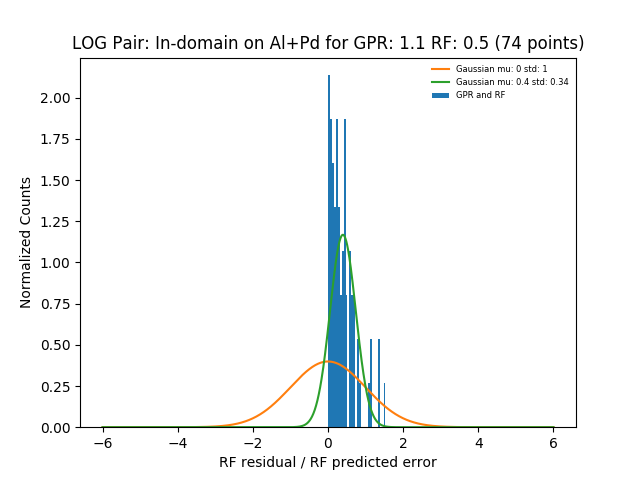 LOG Pair: In-domain on Al+Pd for GPR: 1.1 RF: 0.5 (74 points)
Gaussian mu: 0 std: 1
Gaussian mu: 0.4 std: 0.34
GPR and RF
Normalized Counts
2.00
1.75
1.50
1.25
1.00
0.75
0.50
0.25
0.00
−6 −4 −2 0 2 4 6
RF residual / RF predicted error